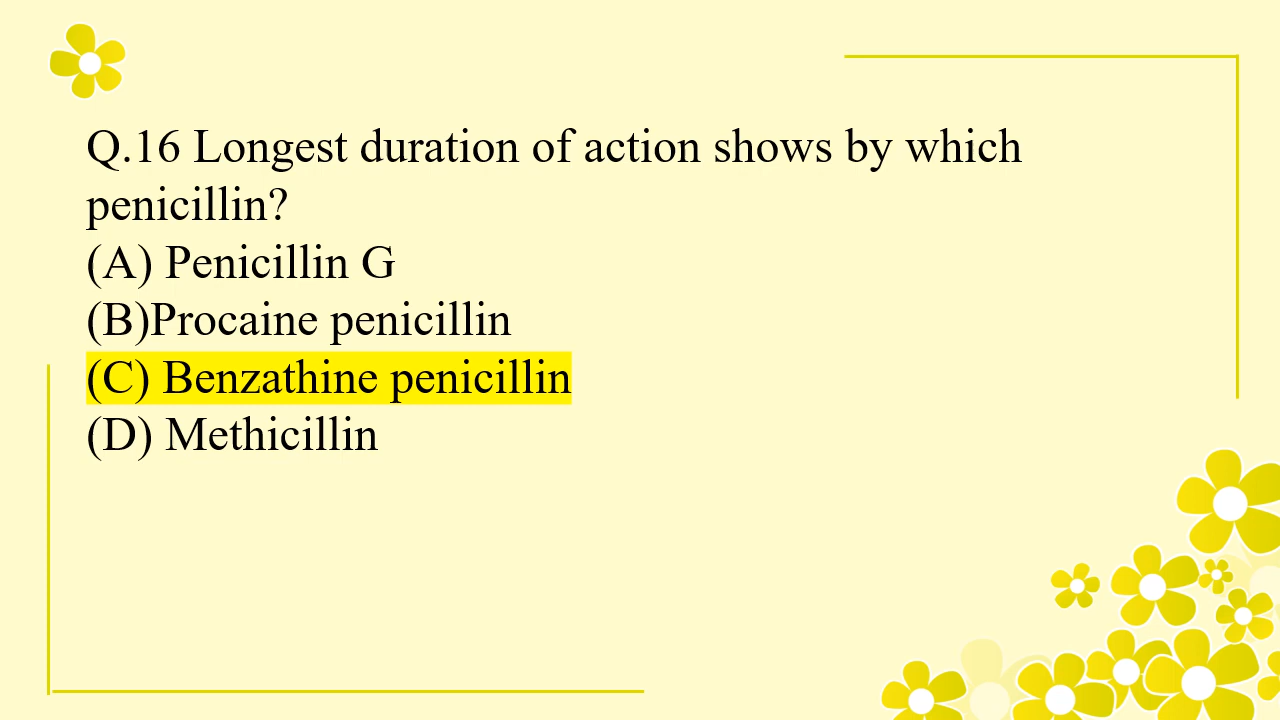 Q.16 Longest duration of action shows by which
penicillin?
(A) Penicillin G
(B)Procaine penicillin
(C) Benzathine penicillin
(D) Methicillin